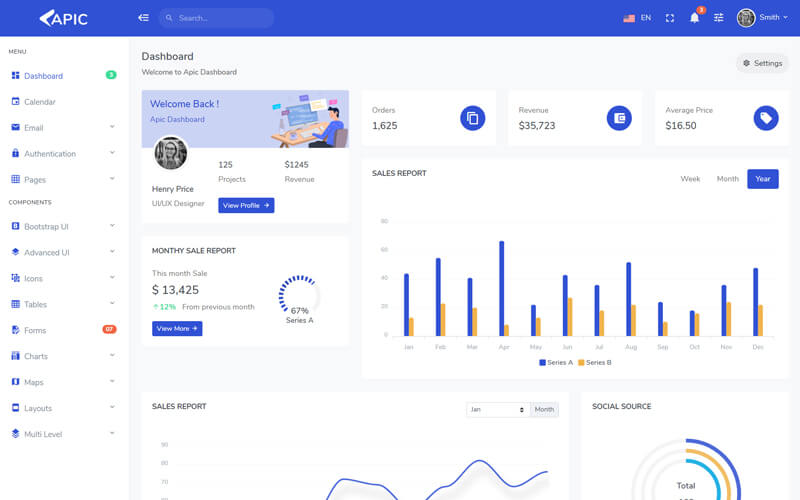 APIC
Search...
EN
3
Smith
MENU
Dashboard
3
Calendar
Email
Authentication
Pages
COMPONENTS
Bootstrap UI
Advanced UI
Icons
Tables
Forms
07
Charts
Maps
Layouts
Multi Level
Dashboard
Welcome to Apic Dashboard
Settings
Welcome Back !
Apic Dashboard
125
$1245
Projects
Revenue
Henry Price
UI/UX Designer
View Profile
Orders
1,625
Revenue
$35,723
Average Price
$16.50
MONTHY SALE REPORT
This month Sale
$ 13,425
12% From previous month
View More
67%
Series A
SALES REPORT
Week
Month
Year
80
60
40
20
0
Jan Feb Mar Apr May Jun Jul Aug Sep Oct Nov Dec
Series A Series B
SALES REPORT
Jan
Month
90
80
70
60
SOCIAL SOURCE
Total